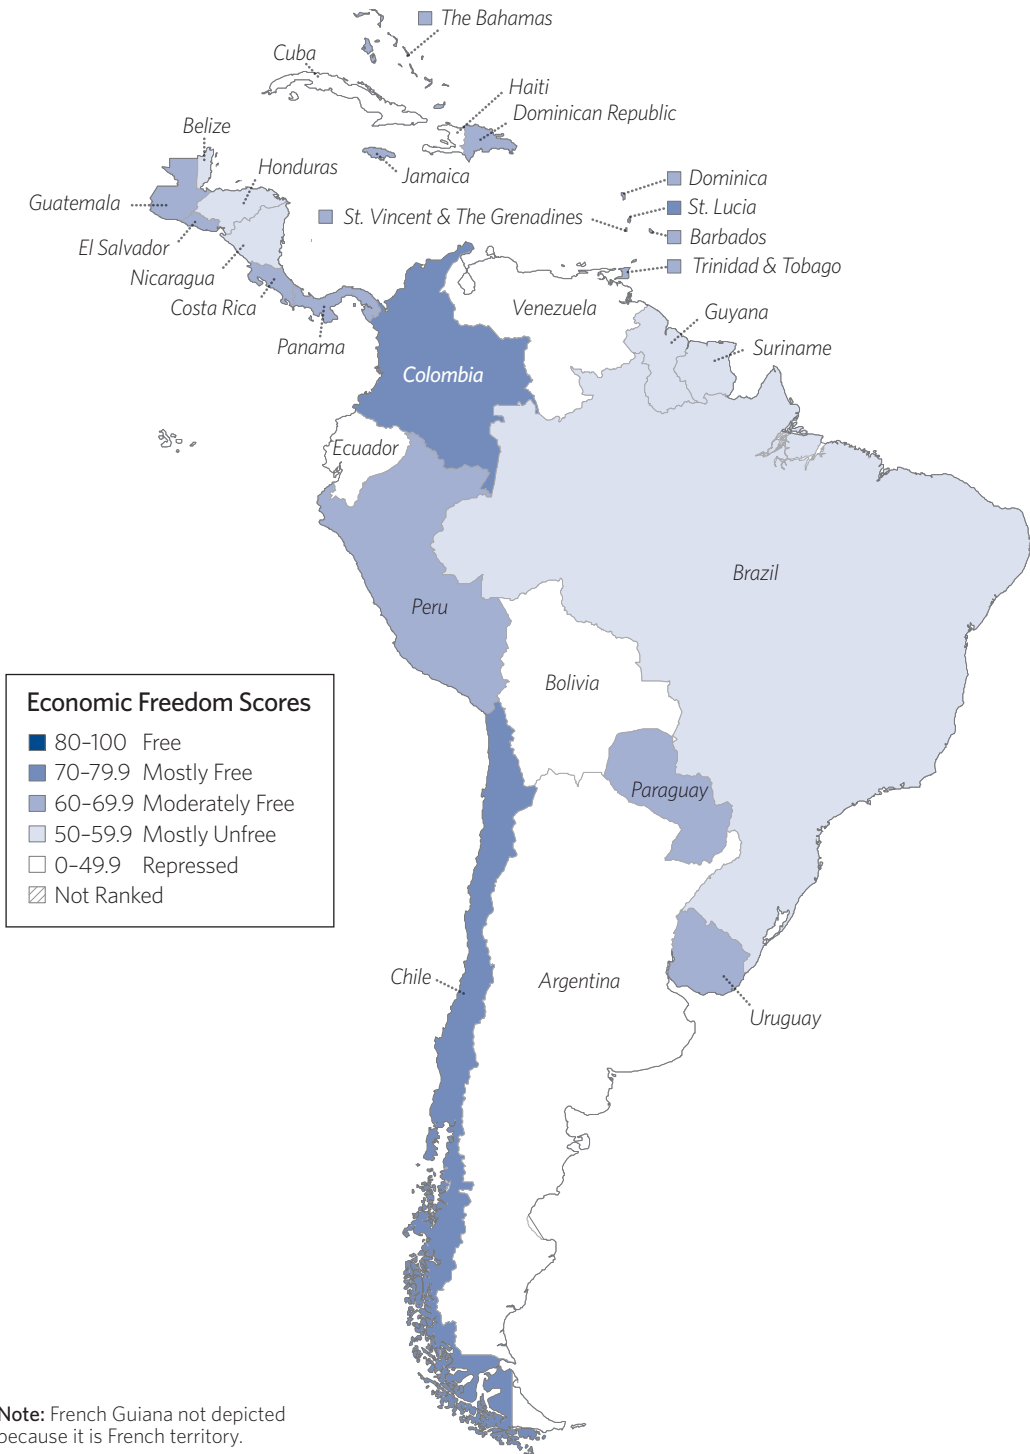 The Bahamas
Cuba
Haiti
Dominican Republic
Belize
Honduras
Jamaica
Dominica
Guatemala
St. Vincent & The Grenadines
St. Lucia
El Salvador
Barbados
Nicaragua
Trinidad & Tobago
Costa Rica
Venezuela
Guyana
Panama
Suriname
Colombia
Ecuador
Brazil
Peru
Bolivia
Economic Freedom Scores
80–100 Free
70–79.9 Mostly Free
60–69.9 Moderately Free
50–59.9 Mostly Unfree
0–49.9 Repressed
Not Ranked
Paraguay
Chile
Argentina
Uruguay
Note: French Guiana not depicted
because it is French territory.